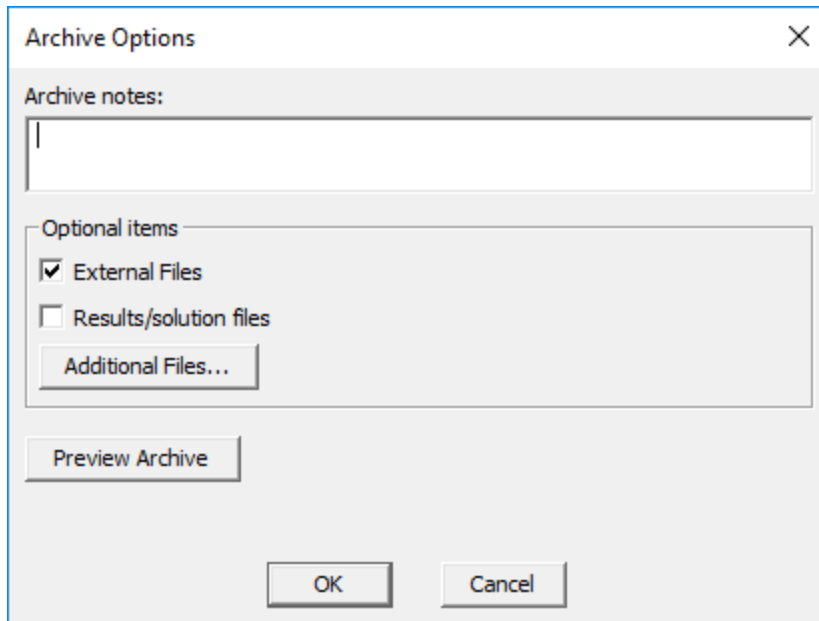 Archive Options
Archive notes:
Optional items
External Files
Results/solution files
Additional Files...
Preview Archive
OK Cancel